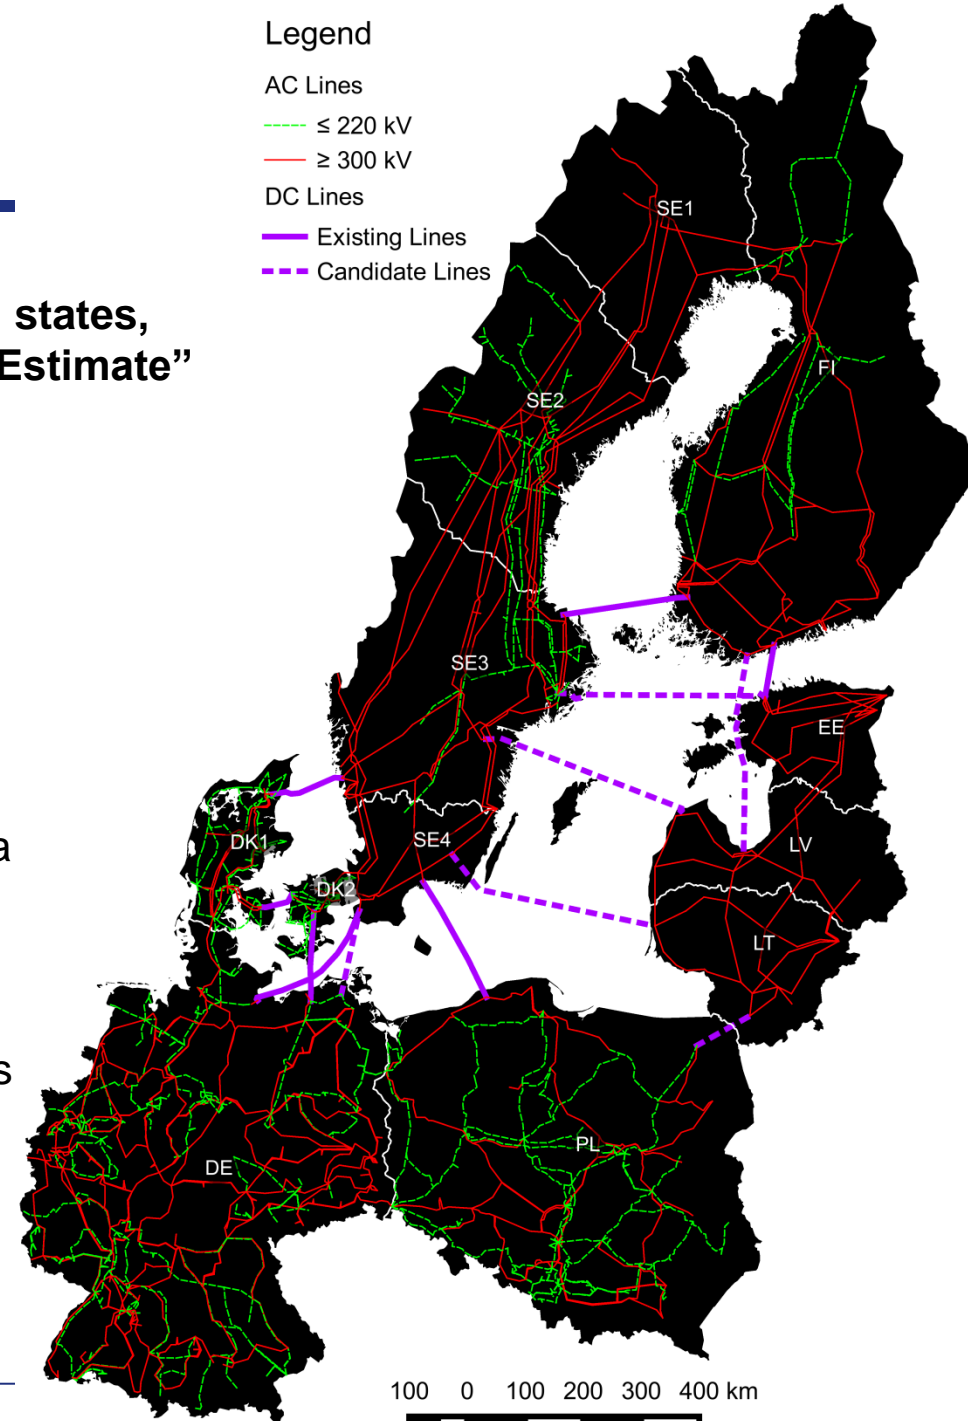 Legend
AC Lines
≤ 220 kV
≥ 300 kV
DC Lines
Existing Lines
Candidate Lines
states,
Estimate”
a
s
SE1
FI
SE2
SE3
EE
SE4
LV
DK1
DK2
LT
PL
DE
100 0 100 200 300 400 km